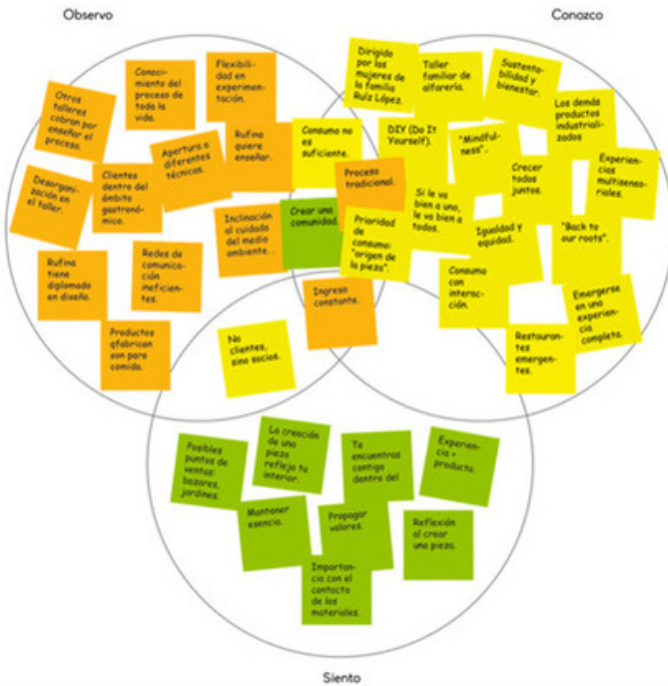 Observo
Conozco
Otros
talleres
cobran por
enseñar el
proceso.
Conoci-
miento del
proceso de
toda la
vida.
Flexibili-
dad en
experimen-
tación.
Desorgani-
zación en
el taller.
Clientes
dentro del
ámbito
gastronó-
mico.
Apertura a
diferentes
técnicas.
Rufina
quiere
enseñar.
Rufina
tiene
diplomado
en diseño.
Redes de
comunica-
ción
ineficien-
tes.
Inclinación
al cuidado
del medio
ambiente. .
Productos
qfabrican
son para
comida.
Consumo no
es
suficiente.
Proceso
tradicional.
Crear una
comunidad.
Prioridad
de
consumo:
"origen de
la pieza".
Ingreso
constante.
No
clientes,
sino socios.
Dirigido
por las
mujeres de
la familia
Ruíz López.
Taller
familiar de
alfarería.
Sustenta-
bilidad y
bienestar.
Los demás
productos
industriali-
zados
DIY (Do It
Yourself).
"Mindful-
ness".
Crecer
todos
juntos.
Experien-
cias
multisenso-
riales.
Si le va
bien a uno,
le va bien a
todos.
Igualdad y
equidad.
"Back to
our roots".
Consumo
con
interac-
ción.
Emergerse
en una
experien-
cia
completa.
Restauran-
tes
emergen-
tes.
Posibles
puntos de
ventas:
bazares,
jardines.
La creación
de una
pieza
refleja tu
interior.
Te
encuentras
contigo
dentro del
Experien-
cia +
producto.
Mantener
esencia.
Propagar
valores.
Reflexión
al crear
una pieza.
Importan-
cia con el
contacto
de los
materiales.
Siento